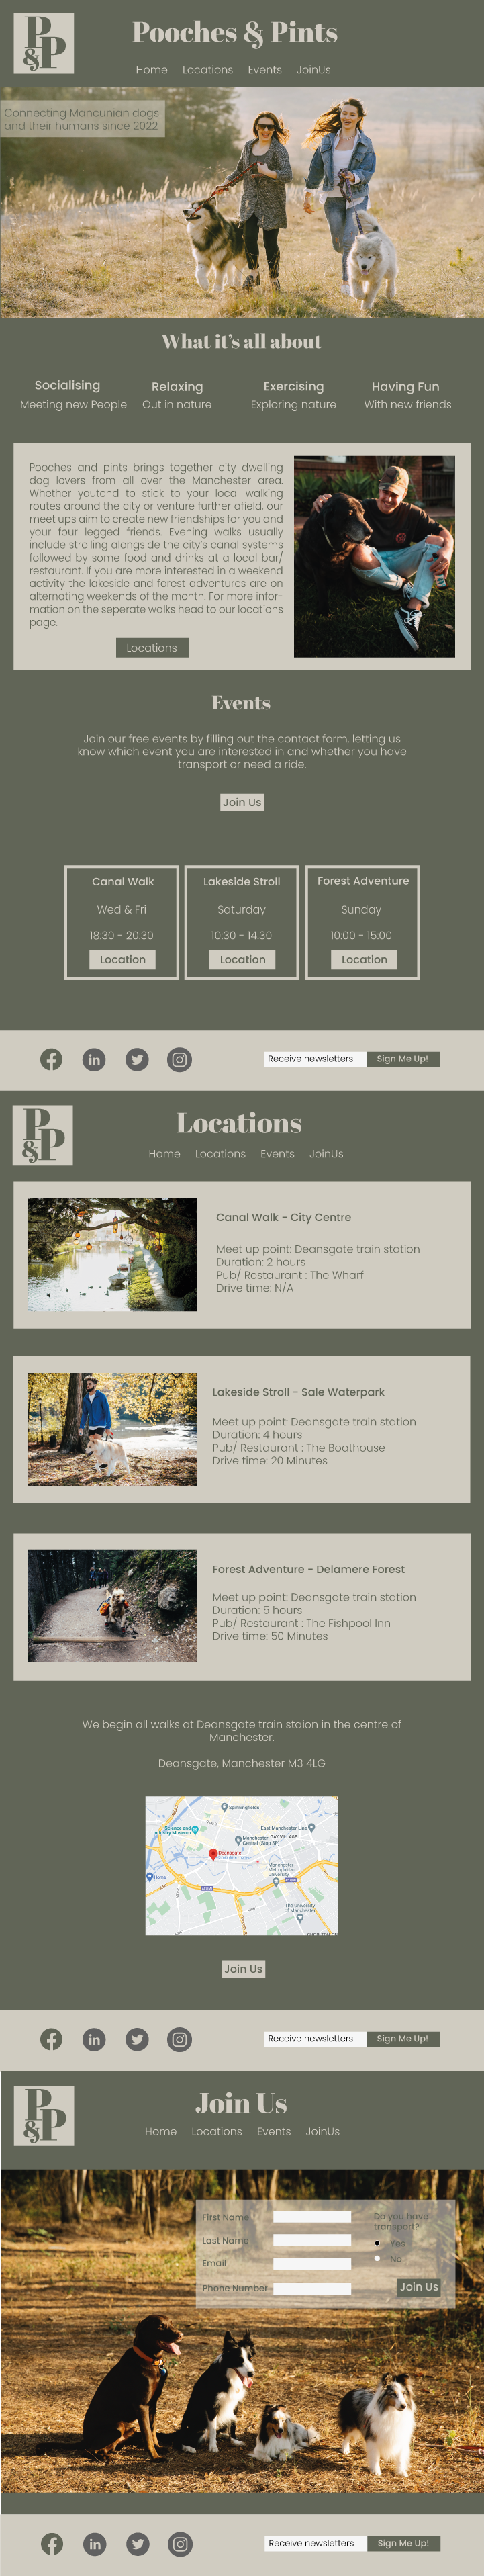 P
&P
Pooches & Pints
Home Locations Events JoinUs
Connecting Mancunian dogs
and their humans since 2022
What it's all about
Socialising Relaxing Exercising Having Fun
Meeting new People Out in nature Exploring nature With new friends
Pooches and pints brings together city dwelling
dog lovers from all over the Manchester area.
Whether youtend to stick to your local walking
routes around the city or venture further afield, our
meet ups aim to create new friendships for you and
your four legged friends. Evening walks usually
include strolling alongside the city's canal systems
followed by some food and drinks at a local bar/
restaurant. If you are more interested in a weekend
activity the lakeside and forest adventures are on
alternating weekends of the month. For more infor-
mation on the seperate walks head to our locations
page.
Locations
Events
Join our free events by filling out the contact form, letting us
know which event you are interested in and whether you have
transport or need a ride.
Join Us
Canal Walk
Wed & Fri
18:30 - 20:30
Location
Lakeside Stroll
Saturday
10:30 - 14:30
Location
Forest Adventure
Sunday
10:00 - 15:00
Location
in
Receive newsletters Sign Me Up!
P
&P
Locations
Home Locations Events JoinUs
Canal Walk - City Centre
Meet up point: Deansgate train station
Duration: 2 hours
Pub/ Restaurant : The Wharf
Drive time: N/A
Lakeside Stroll - Sale Waterpark
Meet up point: Deansgate train station
Duration: 4 hours
Pub/ Restaurant : The Boathouse
Drive time: 20 Minutes
Forest Adventure - Delamere Forest
Meet up point: Deansgate train station
Duration: 5 hours
Pub/ Restaurant : The Fishpool Inn
Drive time: 50 Minutes
We begin all walks at Deansgate train staion in the centre of
Manchester.
Deansgate, Manchester M3 4LG
Spinningfields
Science and
Industry Museum
East Manchester Line
Manchester GAY VILLAGE
Central (Stop SP)
Deansgate
Home
Manchester
Metropolitan
University
The University
of Manchester
Join Us
in
Receive newsletters Sign Me Up!
P
&P
Join Us
Home Locations Events JoinUs
First Name
Last Name
Email
Phone Number
Do you have
transport?
Yes
No
Join Us
in
Receive newsletters Sign Me Up!